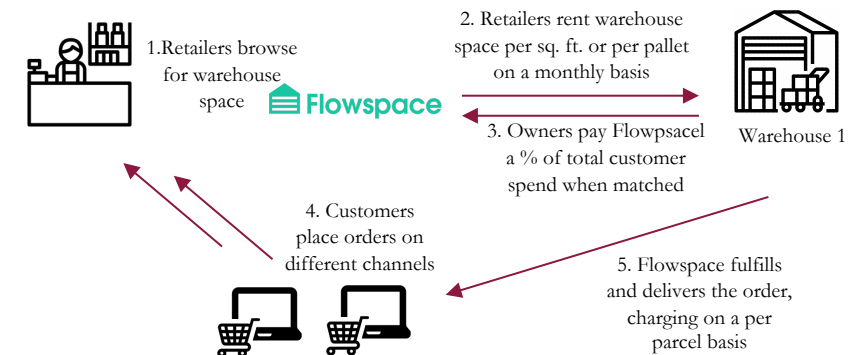 1.Retailers browse
for warehouse
space
Flowspace
2. Retailers rent warehouse
space per sq. ft. or per pallet
on a monthly basis
3. Owners pay Flowpsacel
a % of total customer
spend when matched
Warehouse 1
4. Customers
place orders on
different channels
5. Flowspace fulfills
and delivers the order,
charging on a per
parcel basis